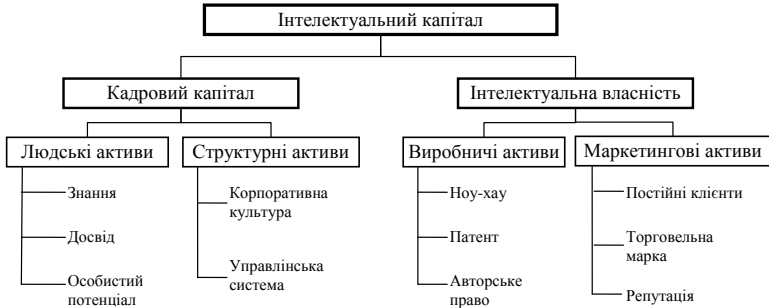 Інтелектуальний капітал
Кадровий капітал
Інтелектуальна власність
Людські активи
Структурні активи
Виробничі активи
Маркетингові активи
Знання
Досвід
Особистий
потенціал
Корпоративна
культура
Управлінська
система
Ноу-хау
Патент
Авторське
право
Постійні клієнти
Торговельна
марка
Репутація